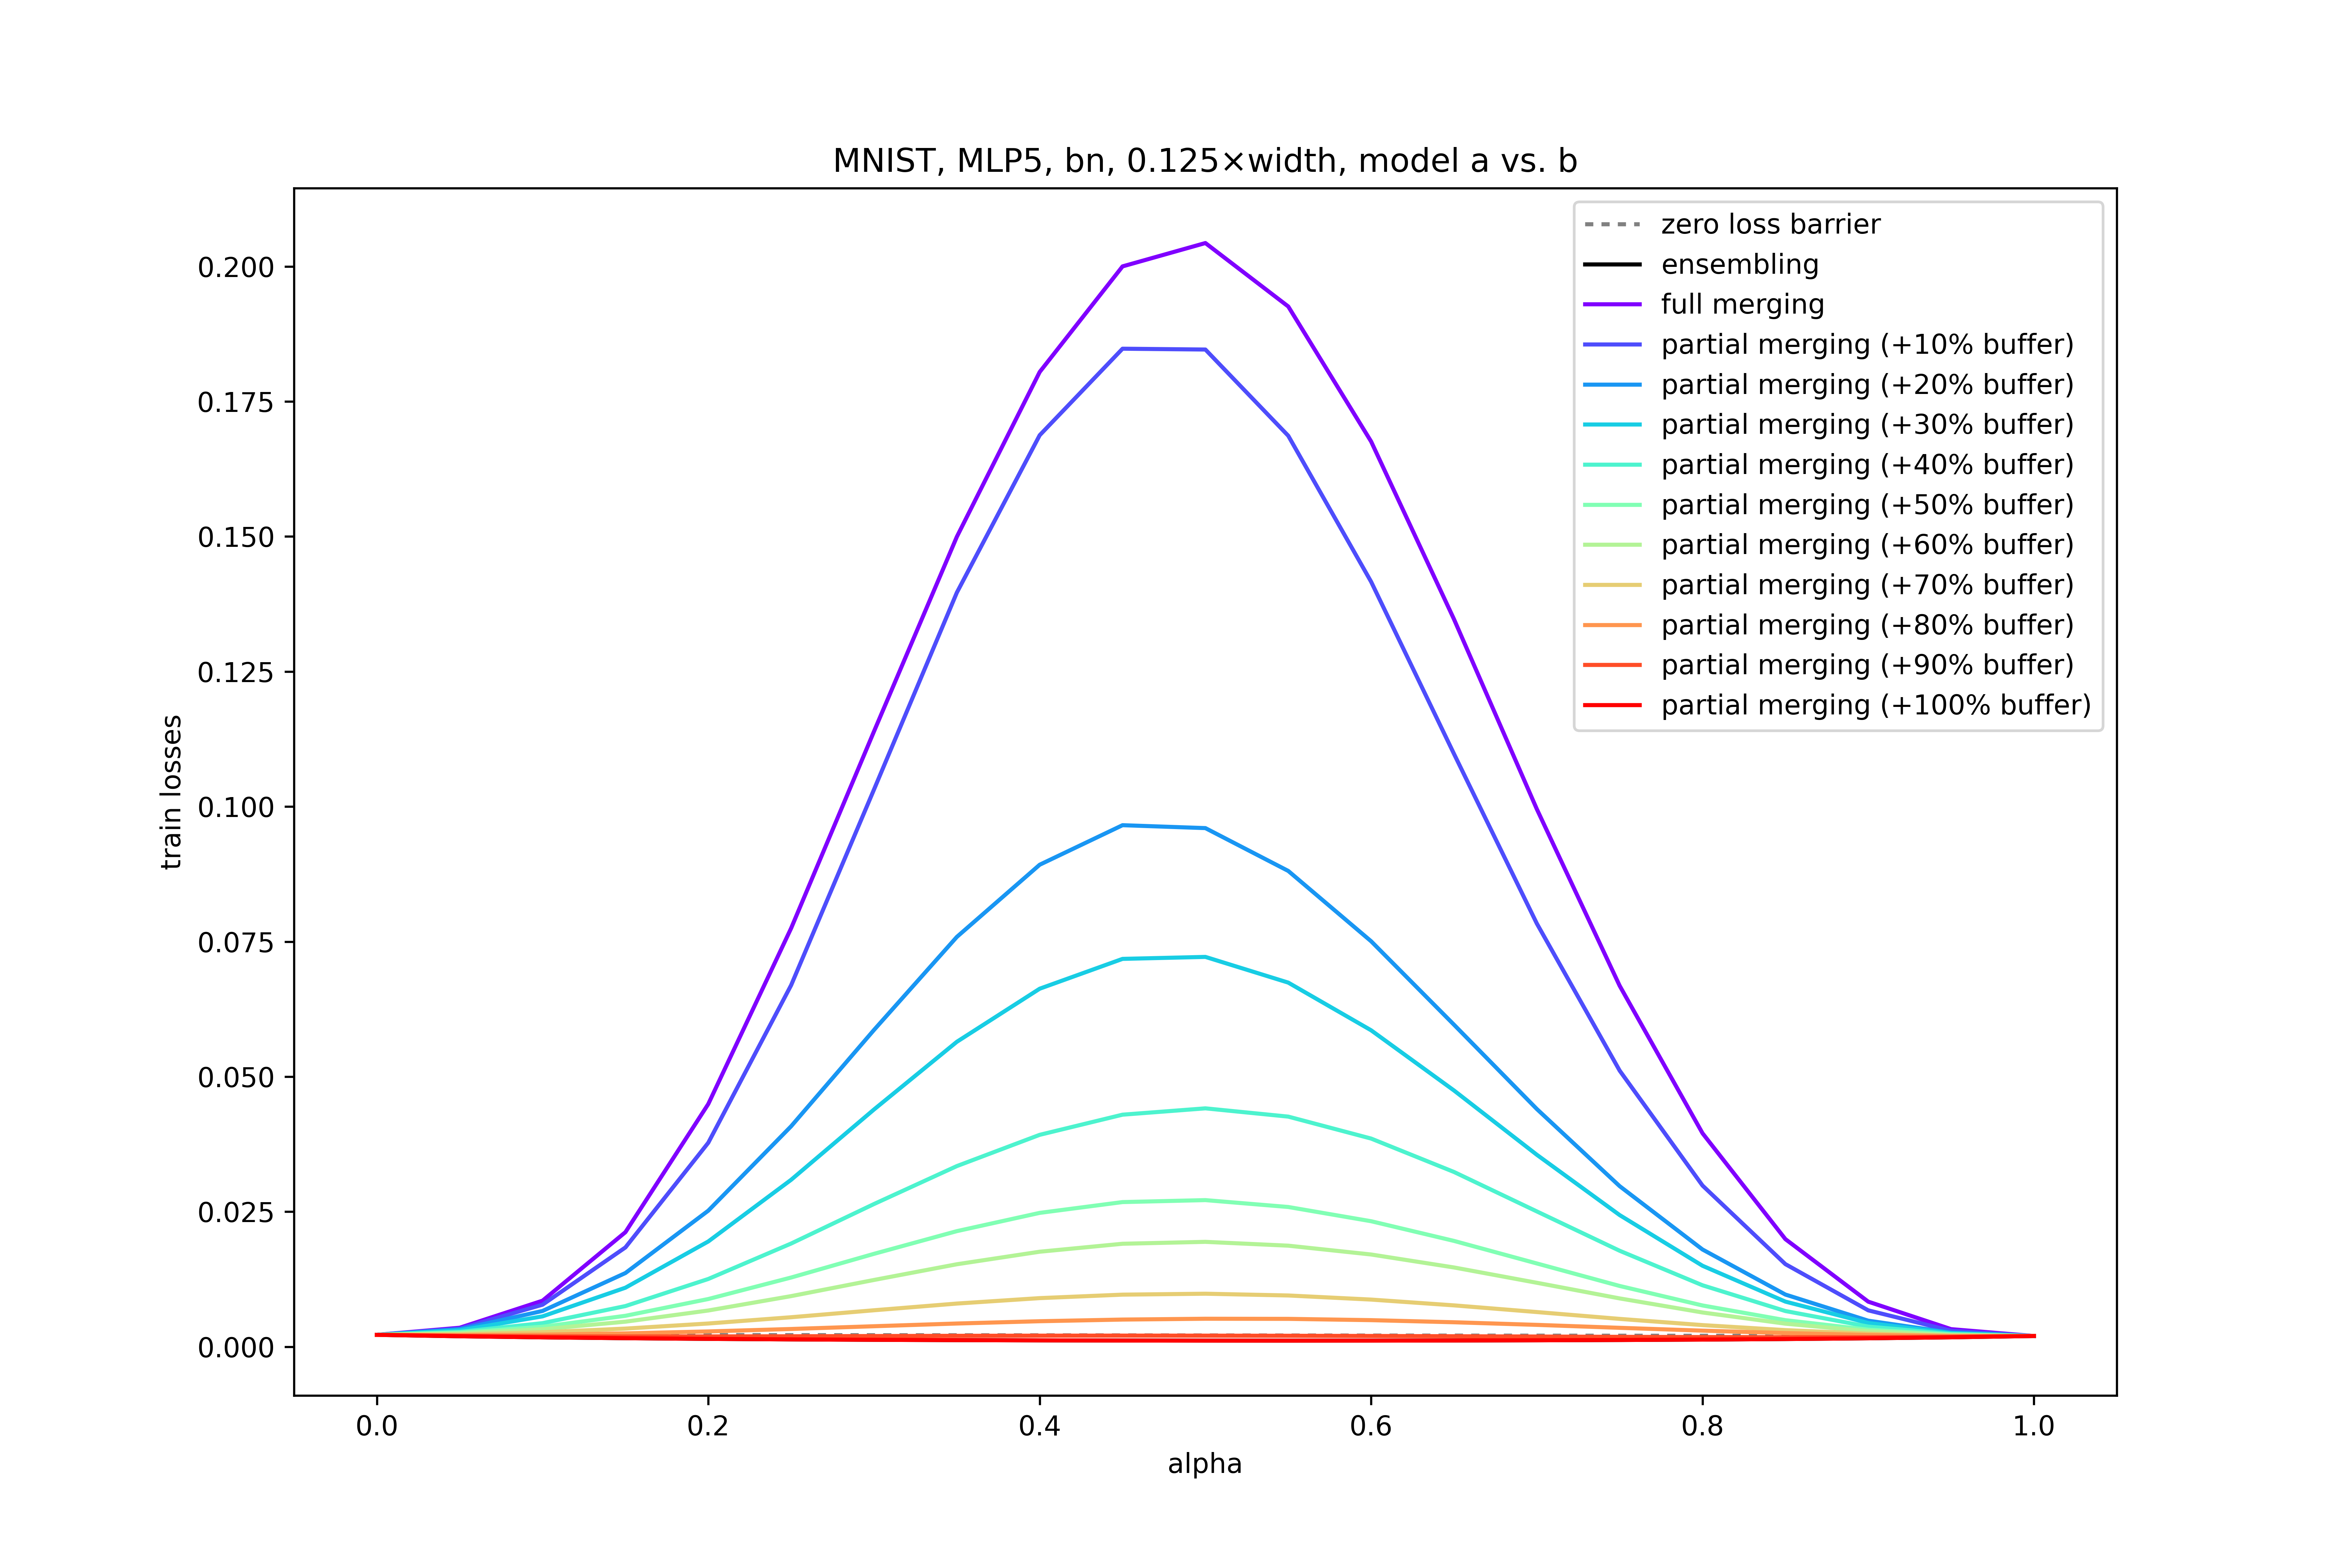 MNIST, MLP5, bn, 0.125×width, model a vs. b
zero loss barrier
ensembling
full merging
partial merging (+10% buffer)
partial merging (+20% buffer)
partial merging (+30% buffer)
partial merging (+40% buffer)
partial merging (+50% buffer)
partial merging (+60% buffer)
partial merging (+70% buffer)
partial merging (+80% buffer)
partial merging (+90% buffer)
partial merging (+100% buffer)
train losses
0.200
0.175
0.150
0.125
0.100
0.075
0.050
0.025
0.000
0.0 0.2 0.4 0.6 0.8 1.0
alpha